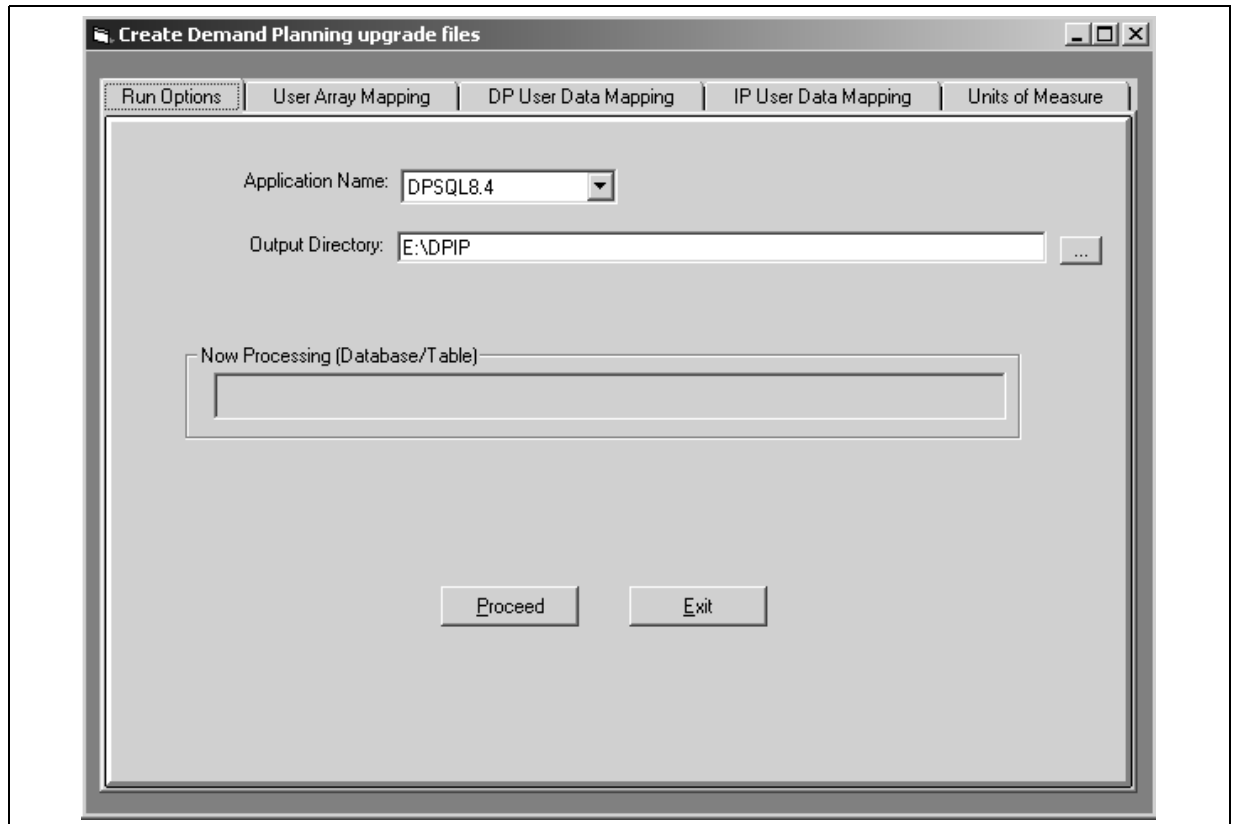 Create Demand Planning upgrade files
Run Options User Array Mapping DP User Data Mapping IP User Data Mapping Units of Measure
Application Name: DPSQL8.4
Output Directory: E:\DPIP ...
Now Processing (Database/Table)
Proceed Exit